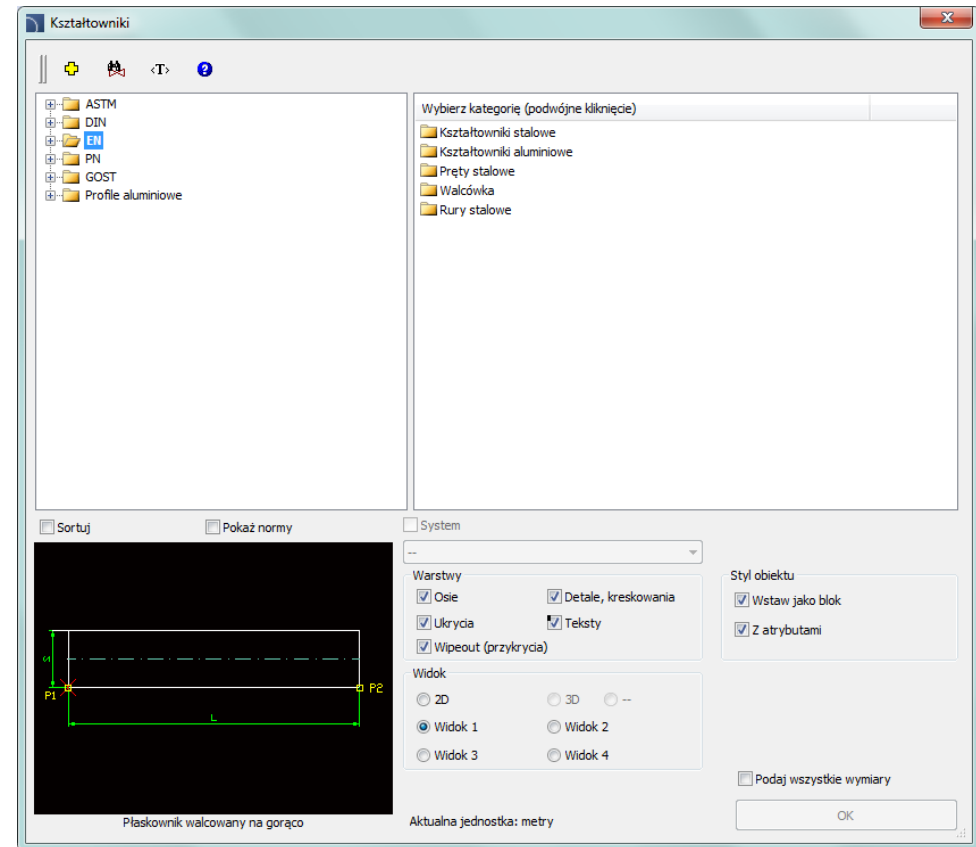 Kształtowniki
‹T›
ASTM
DIN
EN
PN
GOST
Profile aluminiowe
Wybierz kategorię (podwójne kliknięcie)
Kształtowniki stalowe
Kształtowniki aluminiowe
Pręty stalowe
Walcówka
Rury stalowe
Sortuj
Pokaż normy
System
--
Warstwy
Osie
Detale, kreskowania
Ukrycia
Teksty
Wipeout (przykrycia)
Styl obiektu
Wstaw jako blok
Z atrybutami
Widok
2D
3D
--
Widok 1
Widok 2
Widok 3
Widok 4
P1
P2
L
Płaskownik walcowany na gorąco
Aktualna jednostka: metry
Podaj wszystkie wymiary
OK